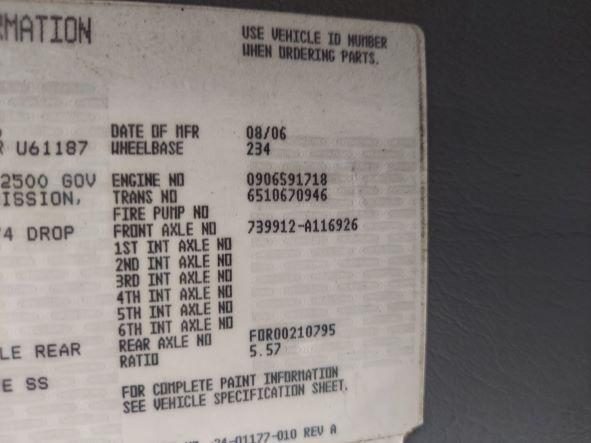 RMATION
USE VEHICLE ID NUMBER
WHEN ORDERING PARTS.
DATE OF MFR 08/06
R U61187 WHEELBASE 234
2500 GOV ENGINE NO 0906591718
ISSION, TRANS NO 6510670946
FIRE PUMP NO
/4 DROP FRONT AXLE NO 739912-A116926
1ST INT AXLE NO
2ND INT AXLE NO
3RD INT AXLE NO
4TH INT AXLE NO
5TH INT AXLE NO
6TH INT AXLE NO
LE REAR REAR AXLE NO FOR00210795
RATIO 5.57
E SS
FOR COMPLETE PAINT INFORMATION
SEE VEHICLE SPECIFICATION SHEET.
24-01177-010 REV A